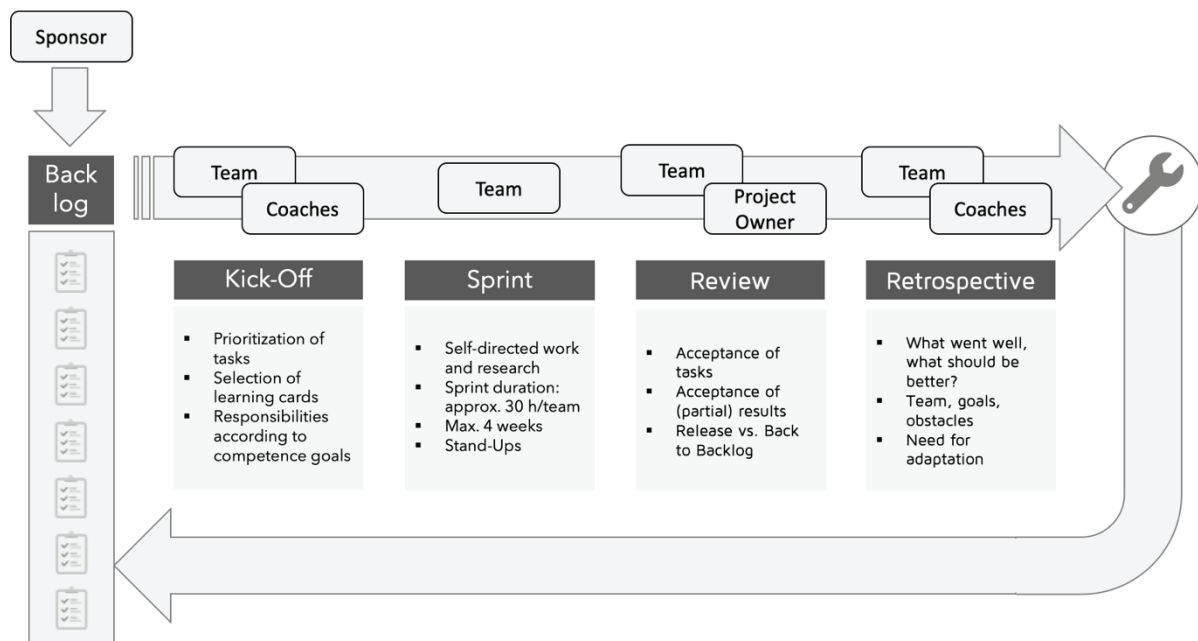 Sponsor
Back
log
Team
Coaches
Team
Team
Project
Owner
Team
Coaches
Kick-Off
Prioritization of
tasks
Selection of
learning cards
Responsibilities
according to
competence goals
Sprint
Self-directed work
and research
Sprint duration:
approx. 30 h/team
Max. 4 weeks
Stand-Ups
Review
Acceptance of
tasks
Acceptance of
(partial) results
Release vs. Back
to Backlog
Retrospective
What went well,
what should be
better?
Team, goals,
obstacles
Need for
adaptation